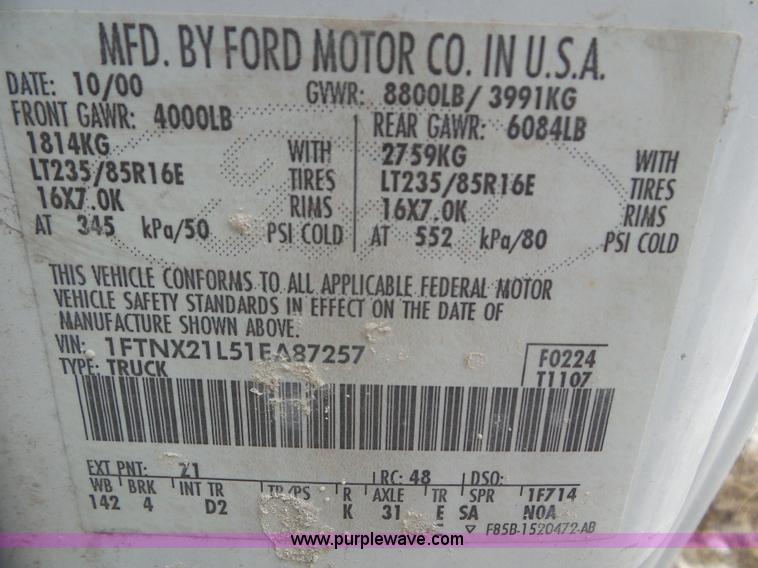 MFD. BY FORD MOTOR CO. IN U.S.A.
DATE: 10/00 GVWR: 8800LB/ 3991KG
FRONT GAWR: 4000LB REAR GAWR: 6084LB
1814KG WITH 2759KG WITH
LT235/85R16E TIRES LT235/85R16E TIRES
16X7.0K RIMS 16X7.0K RIMS
AT 345 kPa/50 PSI COLD AT 552 kPa/80 PSI COLD
THIS VEHICLE CONFORMS TO ALL APPLICABLE FEDERAL MOTOR
VEHICLE SAFETY STANDARDS IN EFFECT ON THE DATE OF
MANUFACTURE SHOWN ABOVE.
VIN: 1FTNX21L51EA87257 F0224
TYPE: TRUCK T1107
EXT PNT: Z1 RC: 48 DSO:
WB BRK INT TR TP/PS R AXLE TR SPR 1F714
142 4 D2 K 31 E SA N0A
F85B-1520472-AB
www.purplewave.com